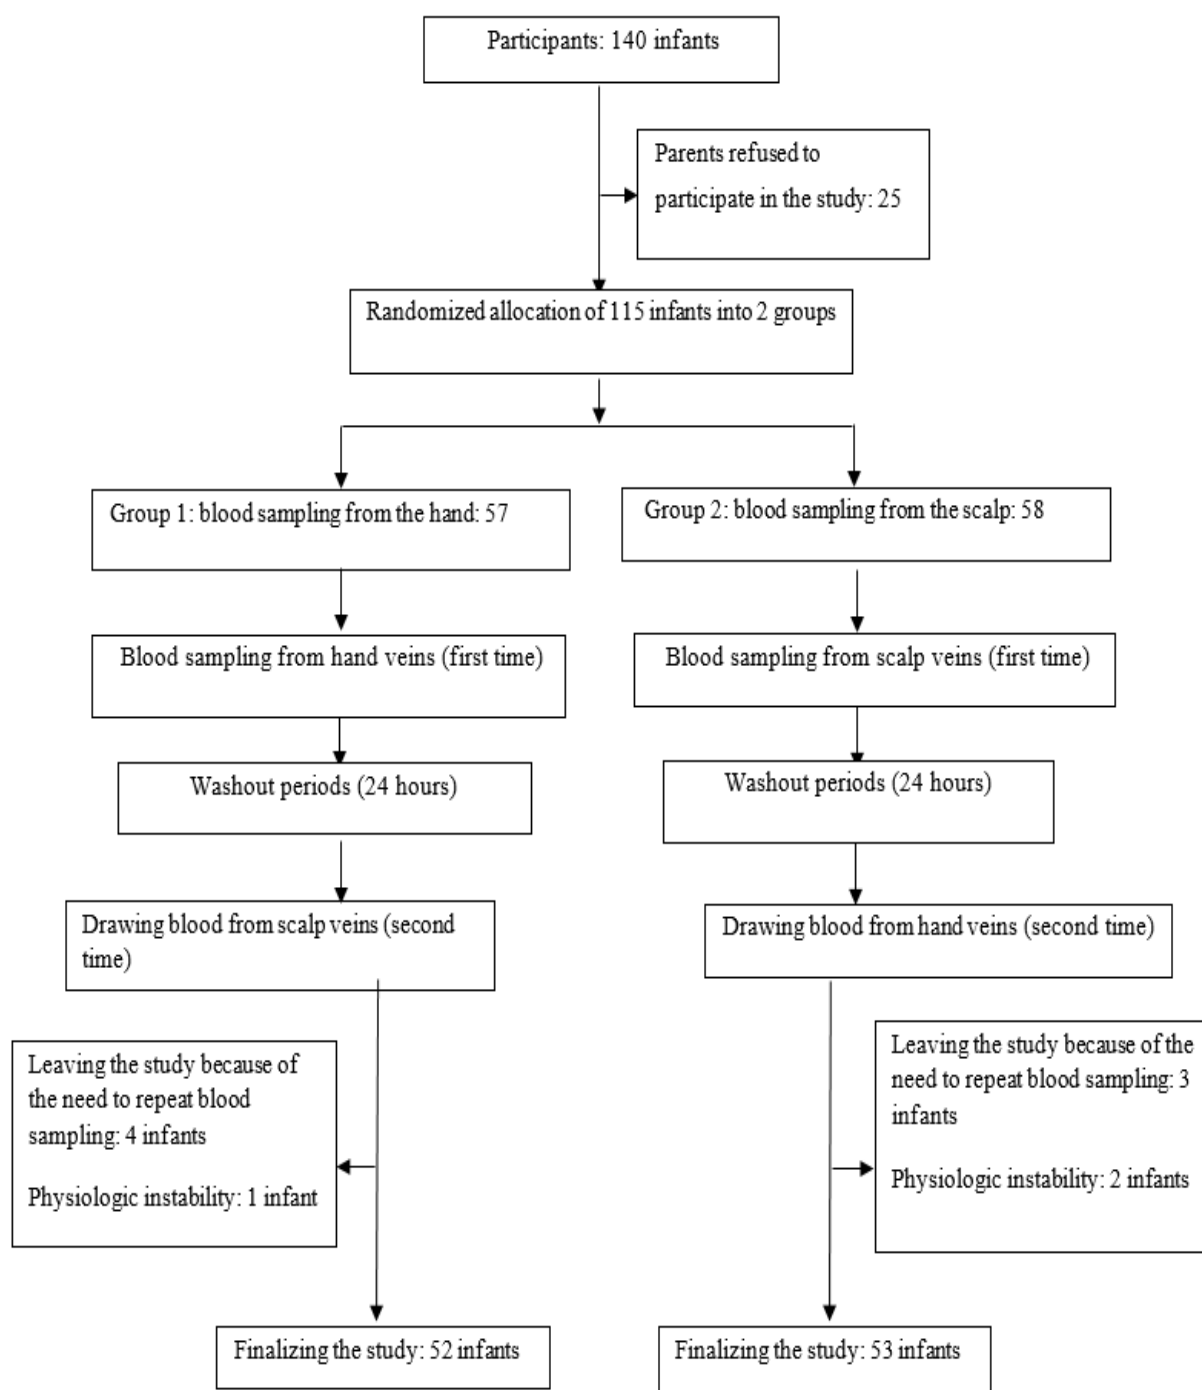 Participants: 140 infants
Parents refused to
participate in the study: 25
Randomized allocation of 115 infants into 2 groups
Group 1: blood sampling from the hand: 57
Group 2: blood sampling from the scalp: 58
Blood sampling from hand veins (first time)
Blood sampling from scalp veins (first time)
Washout periods (24 hours)
Washout periods (24 hours)
Drawing blood from scalp veins (second
time)
Drawing blood from hand veins (second time)
Leaving the study because of
the need to repeat blood
sampling: 4 infants
Physiologic instability: 1 infant
Leaving the study because of the
need to repeat blood sampling: 3
infants
Physiologic instability: 2 infants
Finalizing the study: 52 infants
Finalizing the study: 53 infants